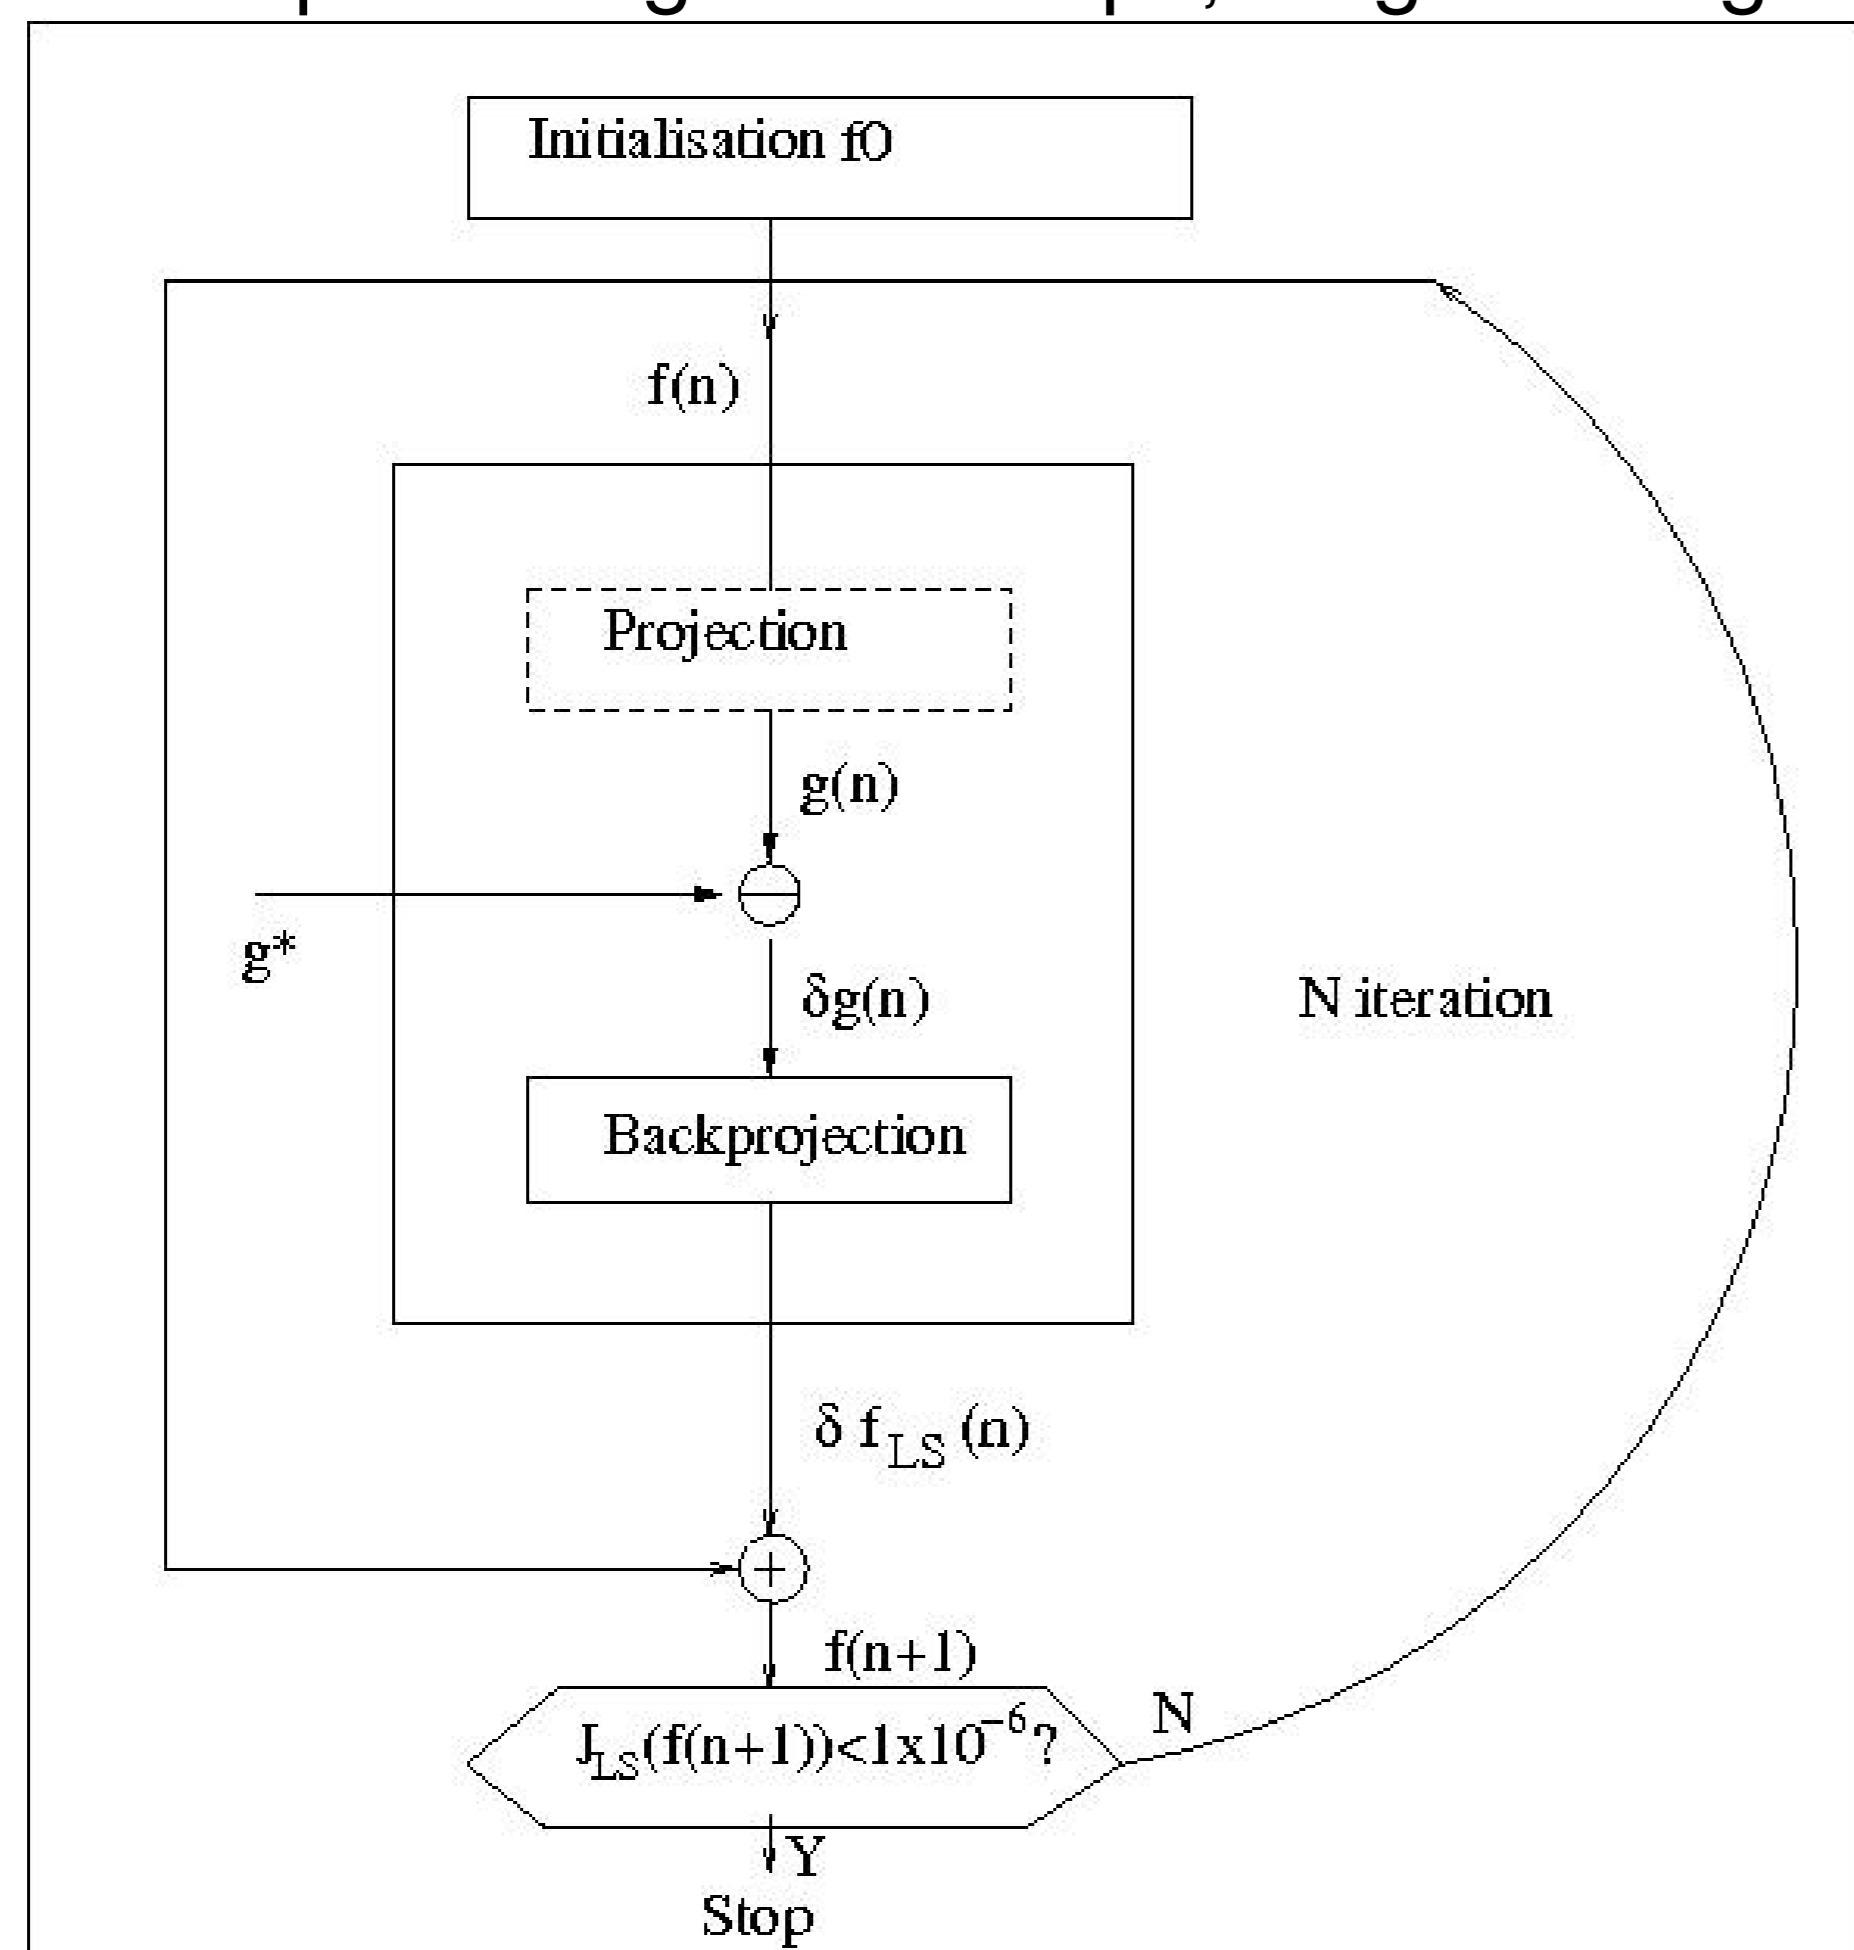 Initialisation f0
f(n)
Projection
g(n)
g*
δg(n)
N iteration
Backprojection
δ f_LS (n)
+
f(n+1)
N
J_LS(f(n+1))<1x10^−6?
Y
Stop